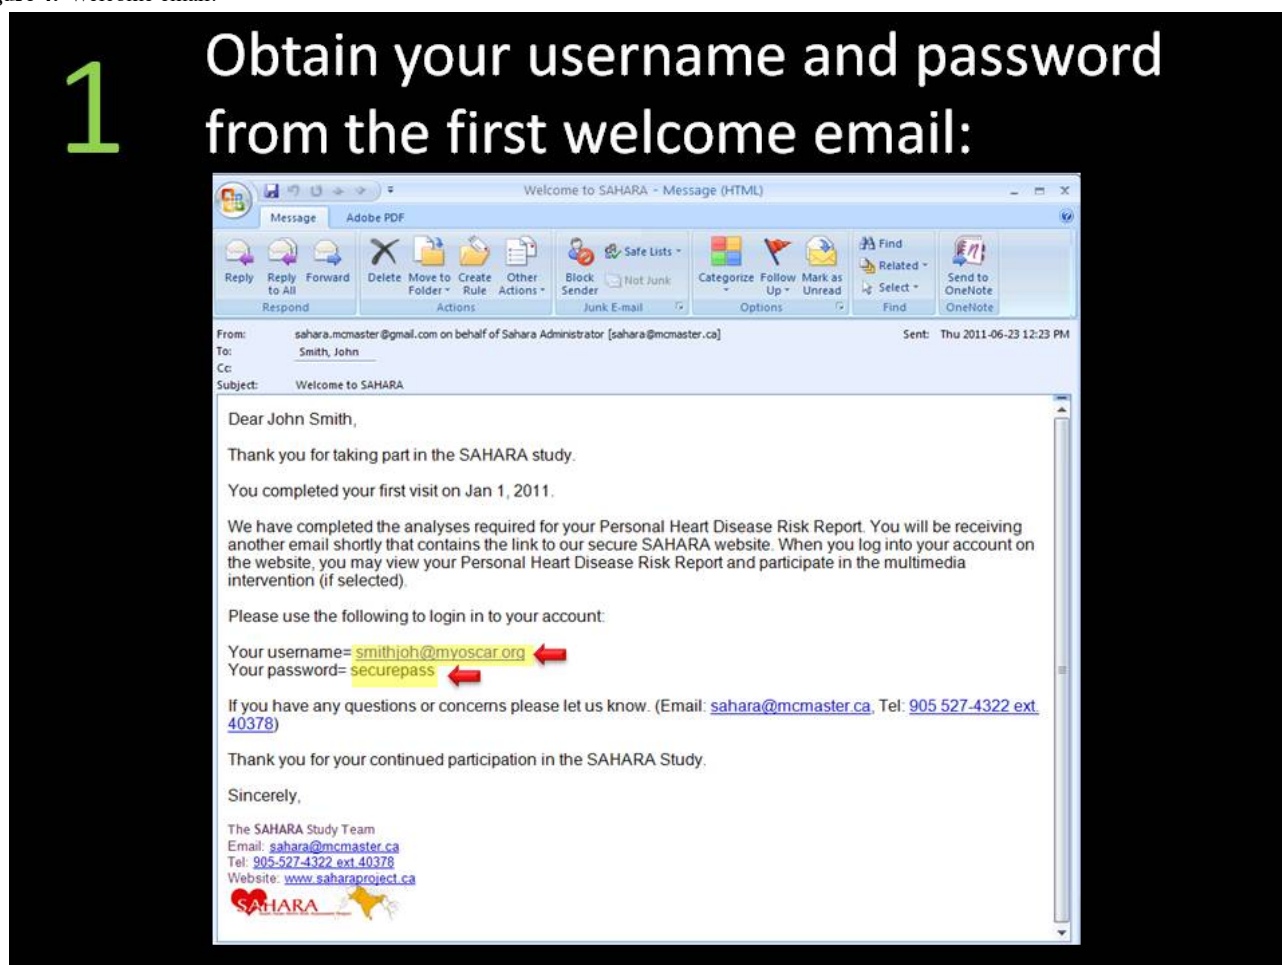 1
Obtain your username and password
from the first welcome email:
Welcome to SAHARA - Message (HTML)
Message Adobe PDF
Reply Reply to All Forward Delete Move to Folder Create Rule Other Actions Block Sender Safe Lists Not Junk Categorize Follow Up Mark as Unread Find Related Select Send to OneNote
Respond Actions Junk E-mail Options Find OneNote
From: sahara.mcmaster@gmail.com on behalf of Sahara Administrator [sahara@mcmaster.ca] Sent: Thu 2011-06-23 12:23 PM
To: Smith, John
Cc:
Subject: Welcome to SAHARA
Dear John Smith,
Thank you for taking part in the SAHARA study.
You completed your first visit on Jan 1, 2011.
We have completed the analyses required for your Personal Heart Disease Risk Report. You will be receiving
another email shortly that contains the link to our secure SAHARA website. When you log into your account on
the website, you may view your Personal Heart Disease Risk Report and participate in the multimedia
intervention (if selected).
Please use the following to login in to your account:
Your username= smithjoh@myoscar.org
Your password= securepass
If you have any questions or concerns please let us know. (Email: sahara@mcmaster.ca, Tel: 905 527-4322 ext.
40378)
Thank you for your continued participation in the SAHARA Study.
Sincerely,
The SAHARA Study Team
Email: sahara@mcmaster.ca
Tel: 905-527-4322 ext 40378
Website: www.saharaproject.ca
SAHARA